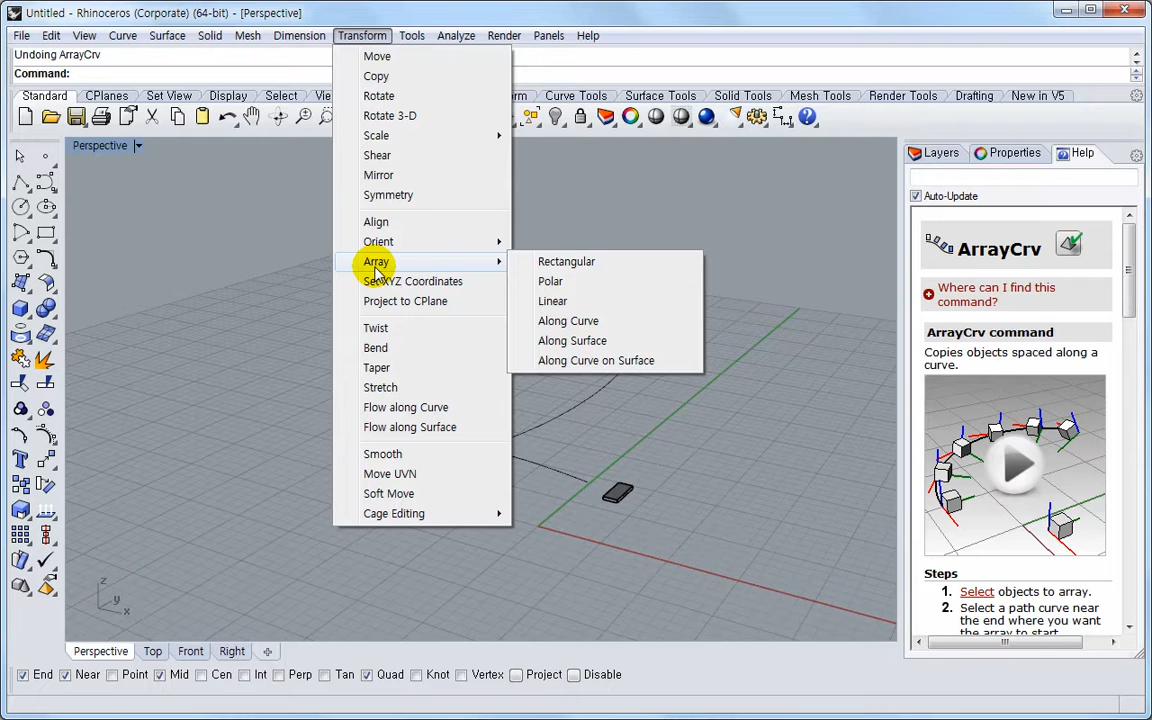 Untitled - Rhinoceros (Corporate) (64-bit) - [Perspective]
File Edit View Curve Surface Solid Mesh Dimension Transform Tools Analyze Render Panels Help
Undoing ArrayCrv
Command:
Standard CPlanes Set View Display Select Curve Tools Surface Tools Solid Tools Mesh Tools Render Tools Drafting New in V5
Perspective
Move
Copy
Rotate
Rotate 3-D
Scale
Shear
Mirror
Symmetry
Align
Orient
Array
Set XYZ Coordinates
Project to CPlane
Twist
Bend
Taper
Stretch
Flow along Curve
Flow along Surface
Smooth
Move UVN
Soft Move
Cage Editing
Rectangular
Polar
Linear
Along Curve
Along Surface
Along Curve on Surface
Layers Properties Help
Auto-Update
ArrayCrv
Where can I find this
command?
ArrayCrv command
Copies objects spaced along a
curve.
Steps
1. Select objects to array.
2. Select a path curve near
the end where you want
the array to start.
z
y
x
Perspective Top Front Right
End Near Point Mid Cen Int Perp Tan Quad Knot Vertex Project Disable